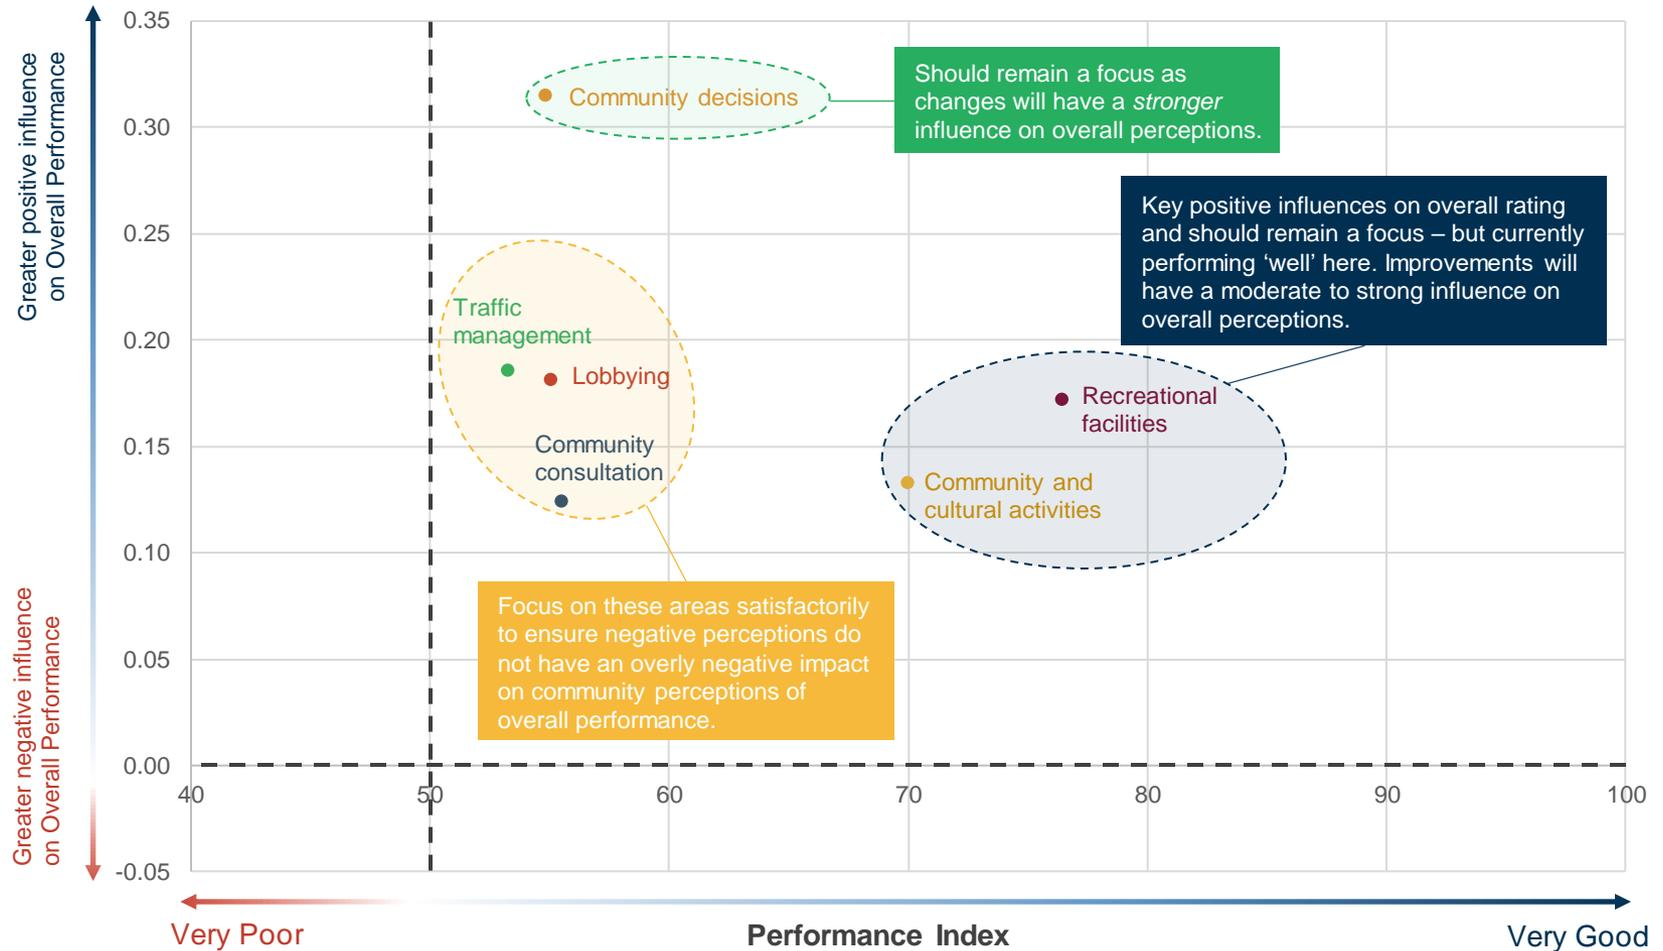 Greater positive influence
on Overall Performance
Greater negative influence
on Overall Performance
0.35
0.30
0.25
0.20
0.15
0.10
0.05
0.00
-0.05
Community decisions
Should remain a focus as
changes will have a stronger
influence on overall perceptions.
Key positive influences on overall rating
and should remain a focus – but currently
performing ‘well’ here. Improvements will
have a moderate to strong influence on
overall perceptions.
Traffic
management
Lobbying
Community
consultation
Recreational
facilities
Community and
cultural activities
Focus on these areas satisfactorily
to ensure negative perceptions do
not have an overly negative impact
on community perceptions of
overall performance.
40
50
60
70
80
90
100
Very Poor
Performance Index
Very Good